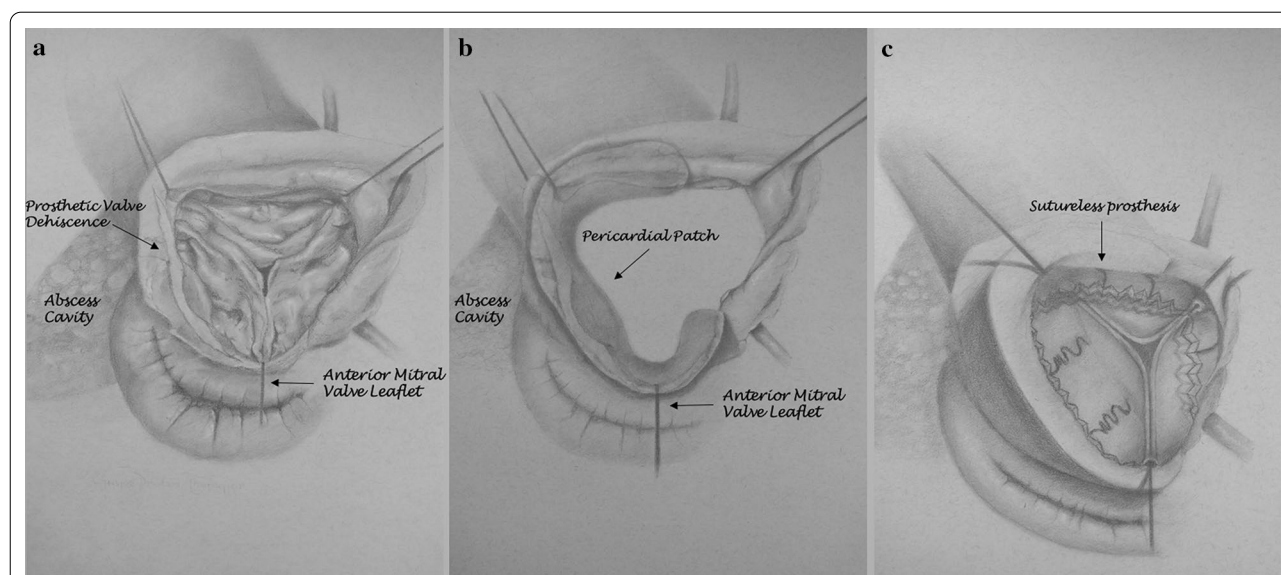 a
Prosthetic Valve
Dehiscence
Abscess
Cavity
Anterior Mitral
Valve Leaflet
b
Pericardial Patch
Abscess
Cavity
Anterior Mitral
Valve Leaflet
c
Sutureless prosthesis